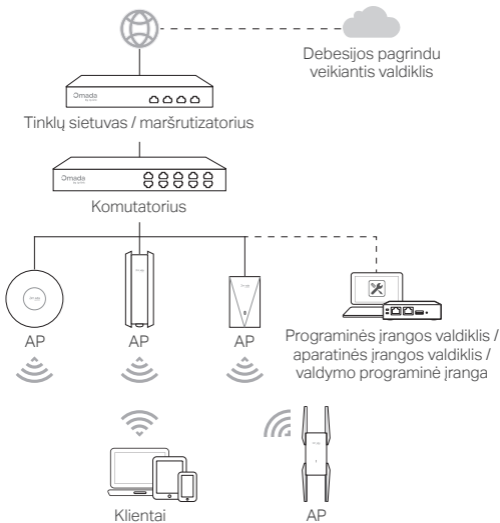 Debesijos pagrindu
veikiantis valdiklis
Omada
Tinklų sietuvas / maršrutizatorius
Omada
Komutatorius
AP
AP
AP
Programinės įrangos valdiklis /
aparatinės įrangos valdiklis /
valdymo programinė įranga
Klientai
AP